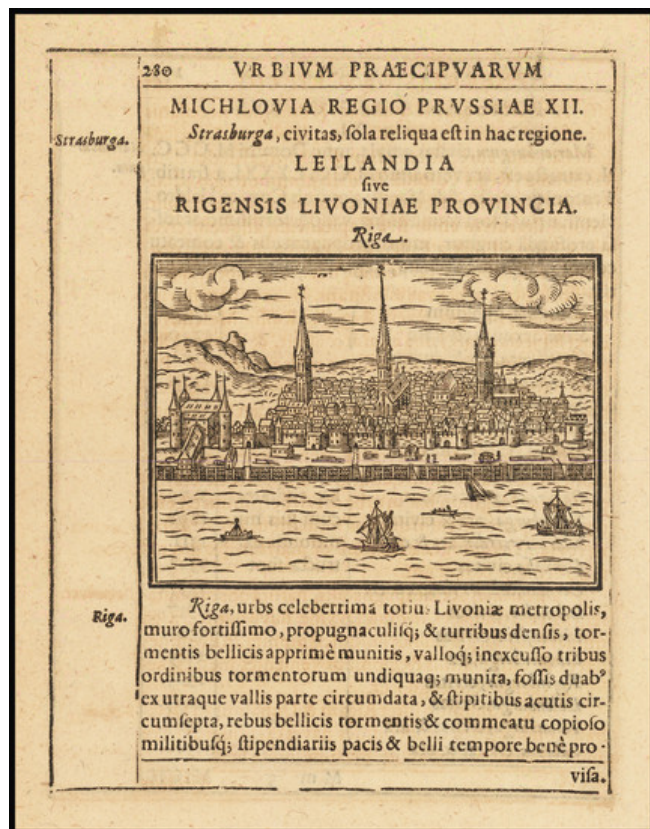 280 VRBIVM PRAECIPVARVM
MICHLOVIA REGIO PRVSSIAE XII.
Strasburga.
Strasburga, civitas, ſola reliqua eſt in hac regione.
LEILANDIA
ſive
RIGENSIS LIVONIAE PROVINCIA.
Riga.
Riga.
Riga, urbs celeberrima totiu. Livoniæ metropolis,
muro fortiſſimo, propugnaculiſq; & turribus denſis, tor-
mentis bellicis apprimè munitis, valloq; inexcuſſo tribus
ordinibus tormentorum undiquaq; munita, foſſis duabꝰ
ex utraque vallis parte circumdata, & ſtipitibus acutis cir-
cumſepta, rebus bellicis tormentis & commeatu copioſo
militibuſq; ſtipendiariis pacis & belli tempore benè pro-
viſa.